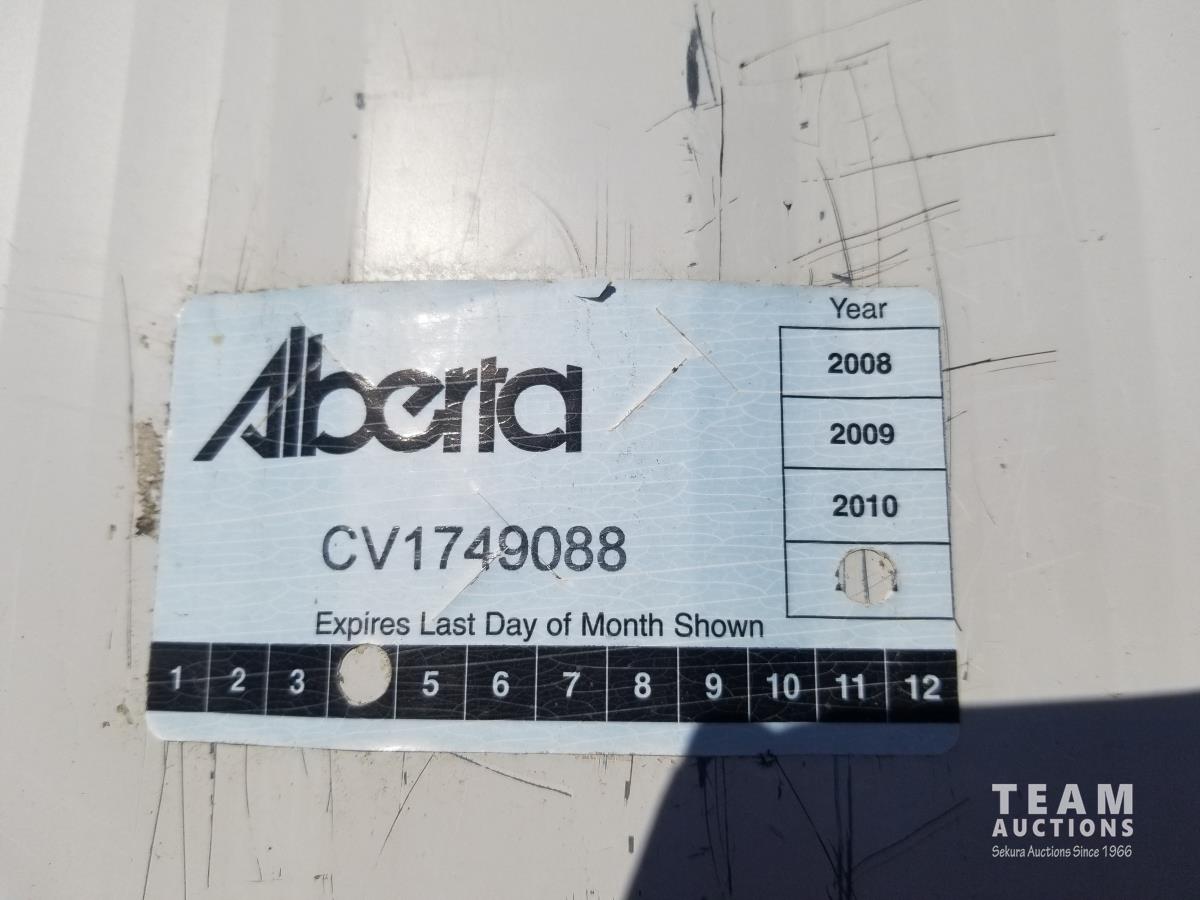 Alberta
Year
2008
2009
2010
CV1749088
Expires Last Day of Month Shown
1 2 3 5 6 7 8 9 10 11 12
TEAM
AUCTIONS
Sekura Auctions Since 1966